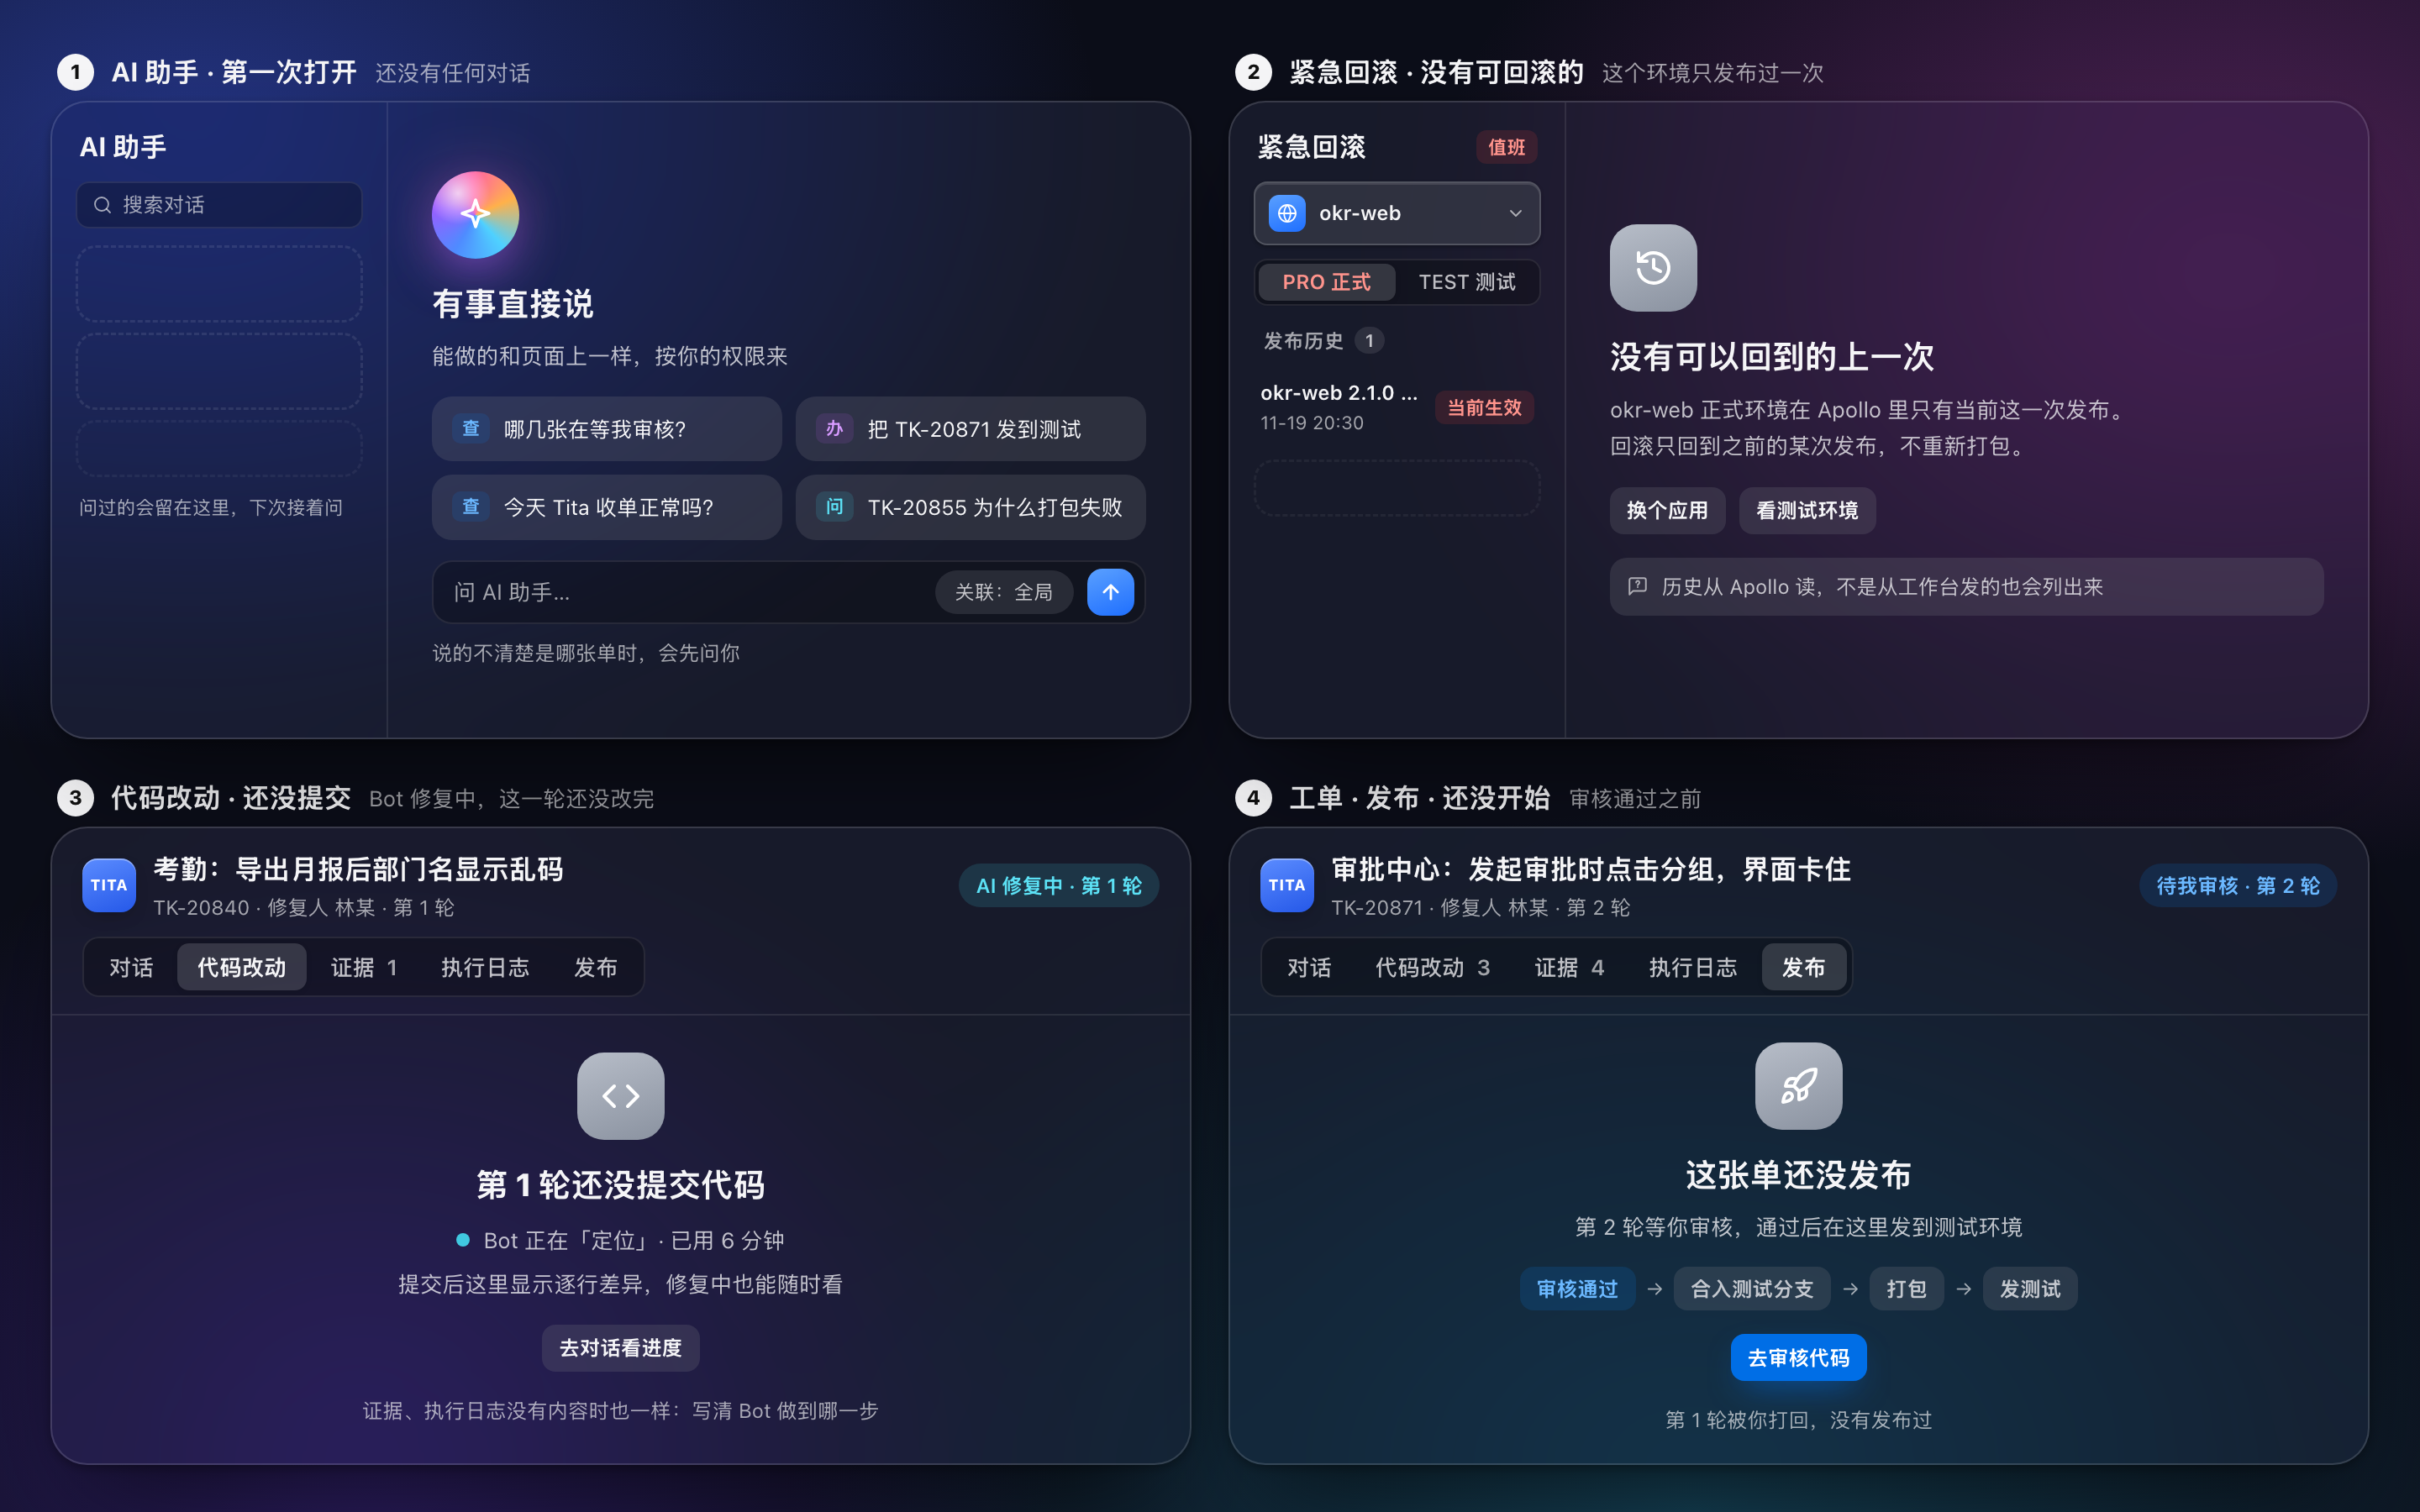 1 AI 助手 · 第一次打开 还没有任何对话
AI 助手
搜索对话
问过的会留在这里，下次接着问
有事直接说
能做的和页面上一样，按你的权限来
查 哪几张在等我审核?
办 把 TK-20871 发到测试
查 今天 Tita 收单正常吗?
问 TK-20855 为什么打包失败
问 AI 助手...
关联：全局
说的不清楚是哪张单时，会先问你
2 紧急回滚 · 没有可回滚的 这个环境只发布过一次
紧急回滚 值班
okr-web
PRO 正式 TEST 测试
发布历史 1
okr-web 2.1.0 ...
11-19 20:30
当前生效
没有可以回到的上一次
okr-web 正式环境在 Apollo 里只有当前这一次发布。
回滚只回到之前的某次发布，不重新打包。
换个应用 看测试环境
历史从 Apollo 读，不是从工作台发的也会列出来
3 代码改动 · 还没提交 Bot 修复中，这一轮还没改完
TITA
考勤：导出月报后部门名显示乱码
TK-20840 · 修复人 林某 · 第 1 轮
AI 修复中 · 第 1 轮
对话 代码改动 证据 1 执行日志 发布
第 1 轮还没提交代码
Bot 正在「定位」· 已用 6 分钟
提交后这里显示逐行差异，修复中也能随时看
去对话看进度
证据、执行日志没有内容时也一样：写清 Bot 做到哪一步
4 工单 · 发布 · 还没开始 审核通过之前
TITA
审批中心：发起审批时点击分组，界面卡住
TK-20871 · 修复人 林某 · 第 2 轮
待我审核 · 第 2 轮
对话 代码改动 3 证据 4 执行日志 发布
这张单还没发布
第 2 轮等你审核，通过后在这里发到测试环境
审核通过 → 合入测试分支 → 打包 → 发测试
去审核代码
第 1 轮被你打回，没有发布过